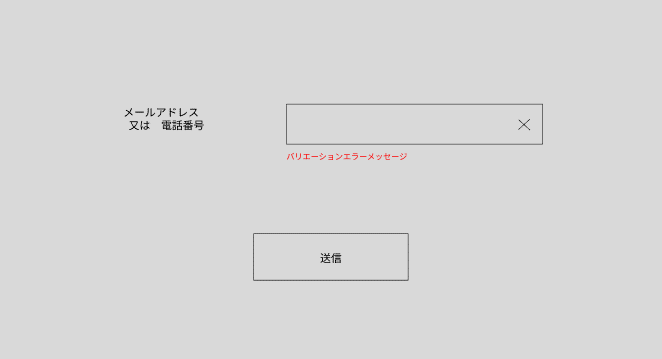 メールアドレス
又は　電話番号
バリエーションエラーメッセージ
送信